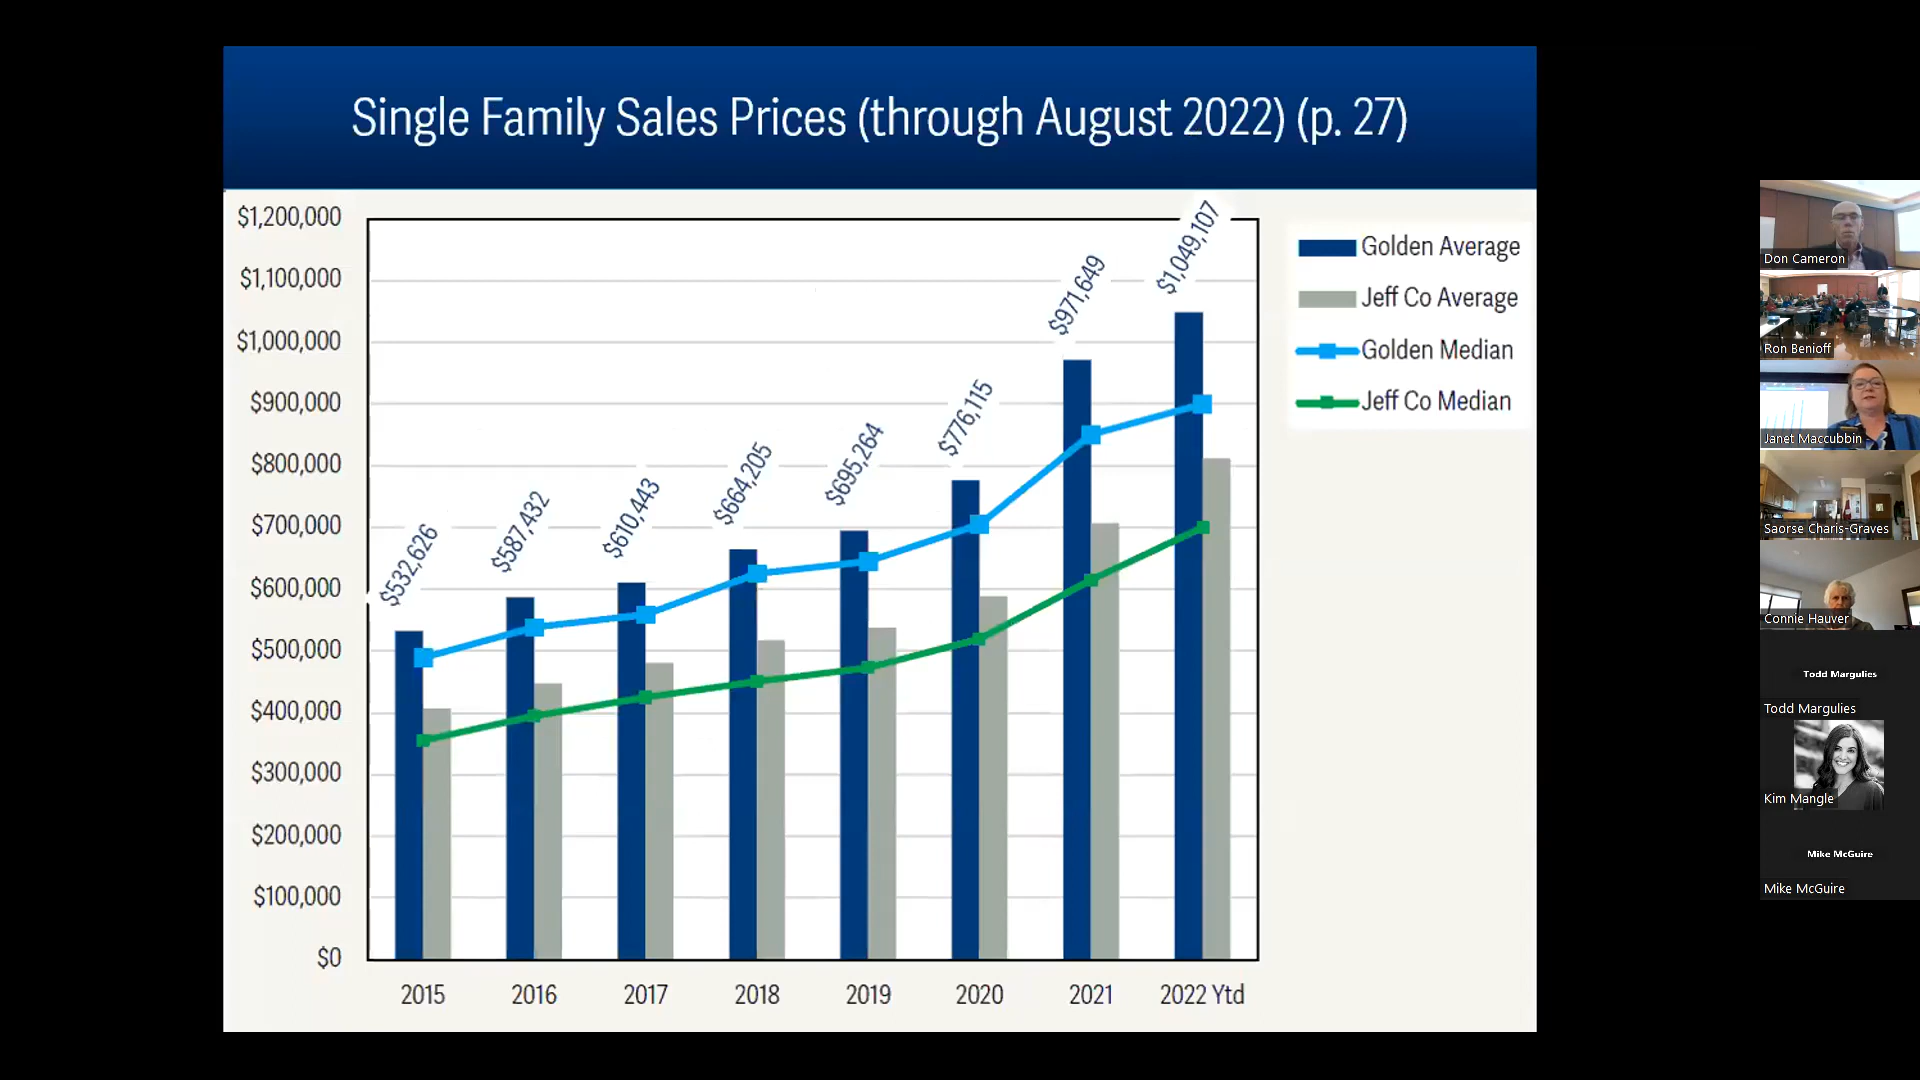 Single Family Sales Prices (through August 2022) (p. 27)
$1,200,000
$1,100,000
$1,000,000
$900,000
$800,000
$700,000
$600,000
$500,000
$400,000
$300,000
$200,000
$100,000
$0
$532,626
$587,432
$610,443
$664,205
$695,264
$776,115
$971,649
$1,049,107
2015
2016
2017
2018
2019
2020
2021
2022 Ytd
Golden Average
Jeff Co Average
Golden Median
Jeff Co Median
Don Cameron
Ron Benioff
Janet Maccubbin
Saorse Charis-Graves
Connie Hauver
Todd Margulies
Todd Margulies
Kim Mangle
Mike McGuire
Mike McGuire